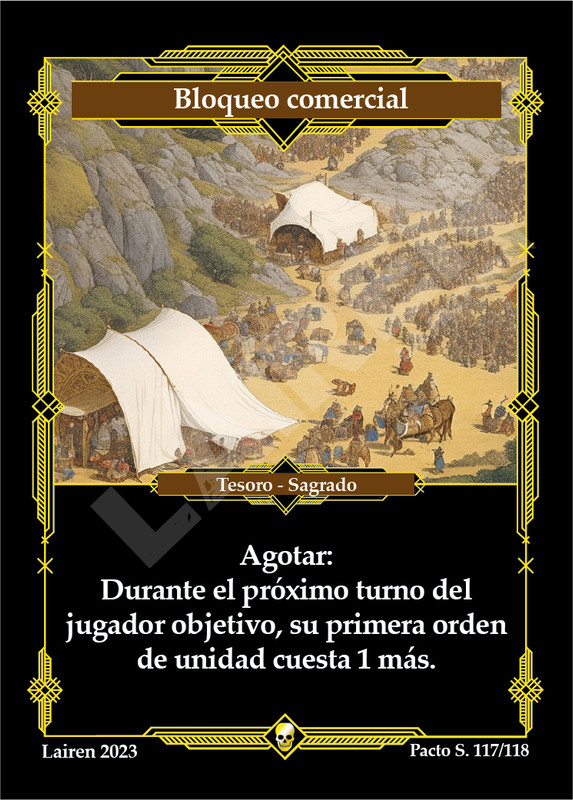 Bloqueo comercial
Tesoro - Sagrado
Agotar:
Durante el próximo turno del
jugador objetivo, su primera orden
de unidad cuesta 1 más.
Lairen 2023
Pacto S. 117/118